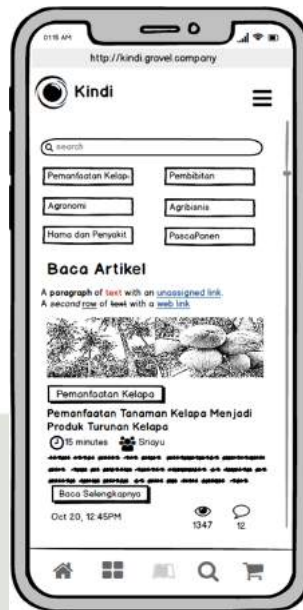 01:15 AM
http://kindi.grovel.company
Kindi
search
Pemanfaatan Kelap
Pembibitan
Agronomi
Agribisnis
Hama dan Penyakit
PascaPanen
Baca Artikel
A paragraph of text with an unassigned link.
A second row of text with a web link
Pemanfaatan Kelapa
Pemanfaatan Tanaman Kelapa Menjadi
Produk Turunan Kelapa
15 minutes Sriayu
Baca Selengkapnya
Oct 20, 12:45PM
1347 12